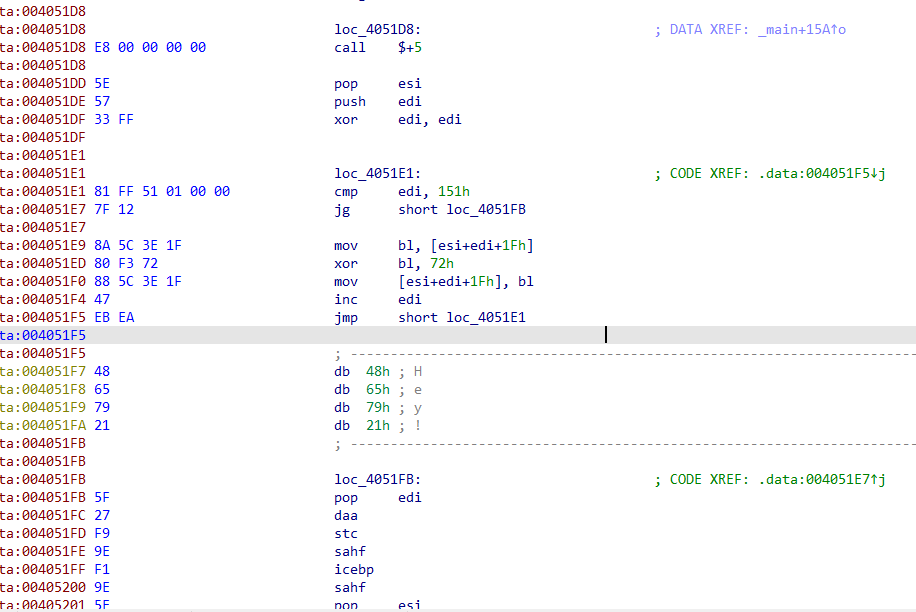 ta:004051D8
ta:004051D8 loc_4051D8: ; DATA XREF: _main+15A↑o
ta:004051D8 E8 00 00 00 00 call $+5
ta:004051D8
ta:004051DD 5E pop esi
ta:004051DE 57 push edi
ta:004051DF 33 FF xor edi, edi
ta:004051DF
ta:004051E1
ta:004051E1 loc_4051E1: ; CODE XREF: .data:004051F5↓j
ta:004051E1 81 FF 51 01 00 00 cmp edi, 151h
ta:004051E7 7F 12 jg short loc_4051FB
ta:004051E7
ta:004051E9 8A 5C 3E 1F mov bl, [esi+edi+1Fh]
ta:004051ED 80 F3 72 xor bl, 72h
ta:004051F0 88 5C 3E 1F mov [esi+edi+1Fh], bl
ta:004051F4 47 inc edi
ta:004051F5 EB EA jmp short loc_4051E1
ta:004051F5
ta:004051F5 ; ---------------------------------------------------------------------------
ta:004051F7 48 db 48h ; H
ta:004051F8 65 db 65h ; e
ta:004051F9 79 db 79h ; y
ta:004051FA 21 db 21h ; !
ta:004051FB ; ---------------------------------------------------------------------------
ta:004051FB
ta:004051FB loc_4051FB: ; CODE XREF: .data:004051E7↑j
ta:004051FB 5F pop edi
ta:004051FC 27 daa
ta:004051FD F9 stc
ta:004051FE 9E sahf
ta:004051FF F1 icebp
ta:00405200 9E sahf
ta:00405201 5E pop esi